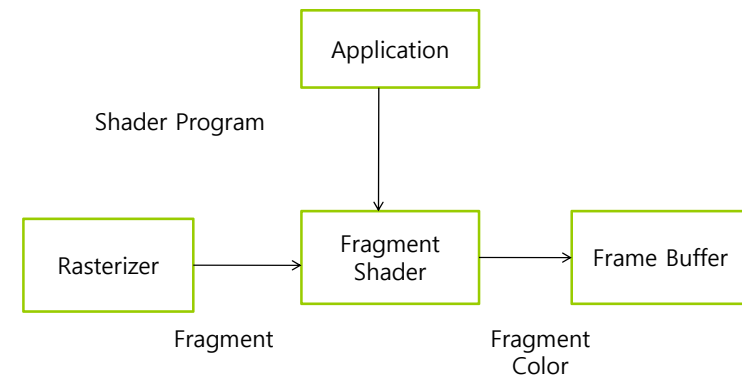 Application
Shader Program
Rasterizer
Fragment
Shader
Frame Buffer
Fragment
Fragment
Color